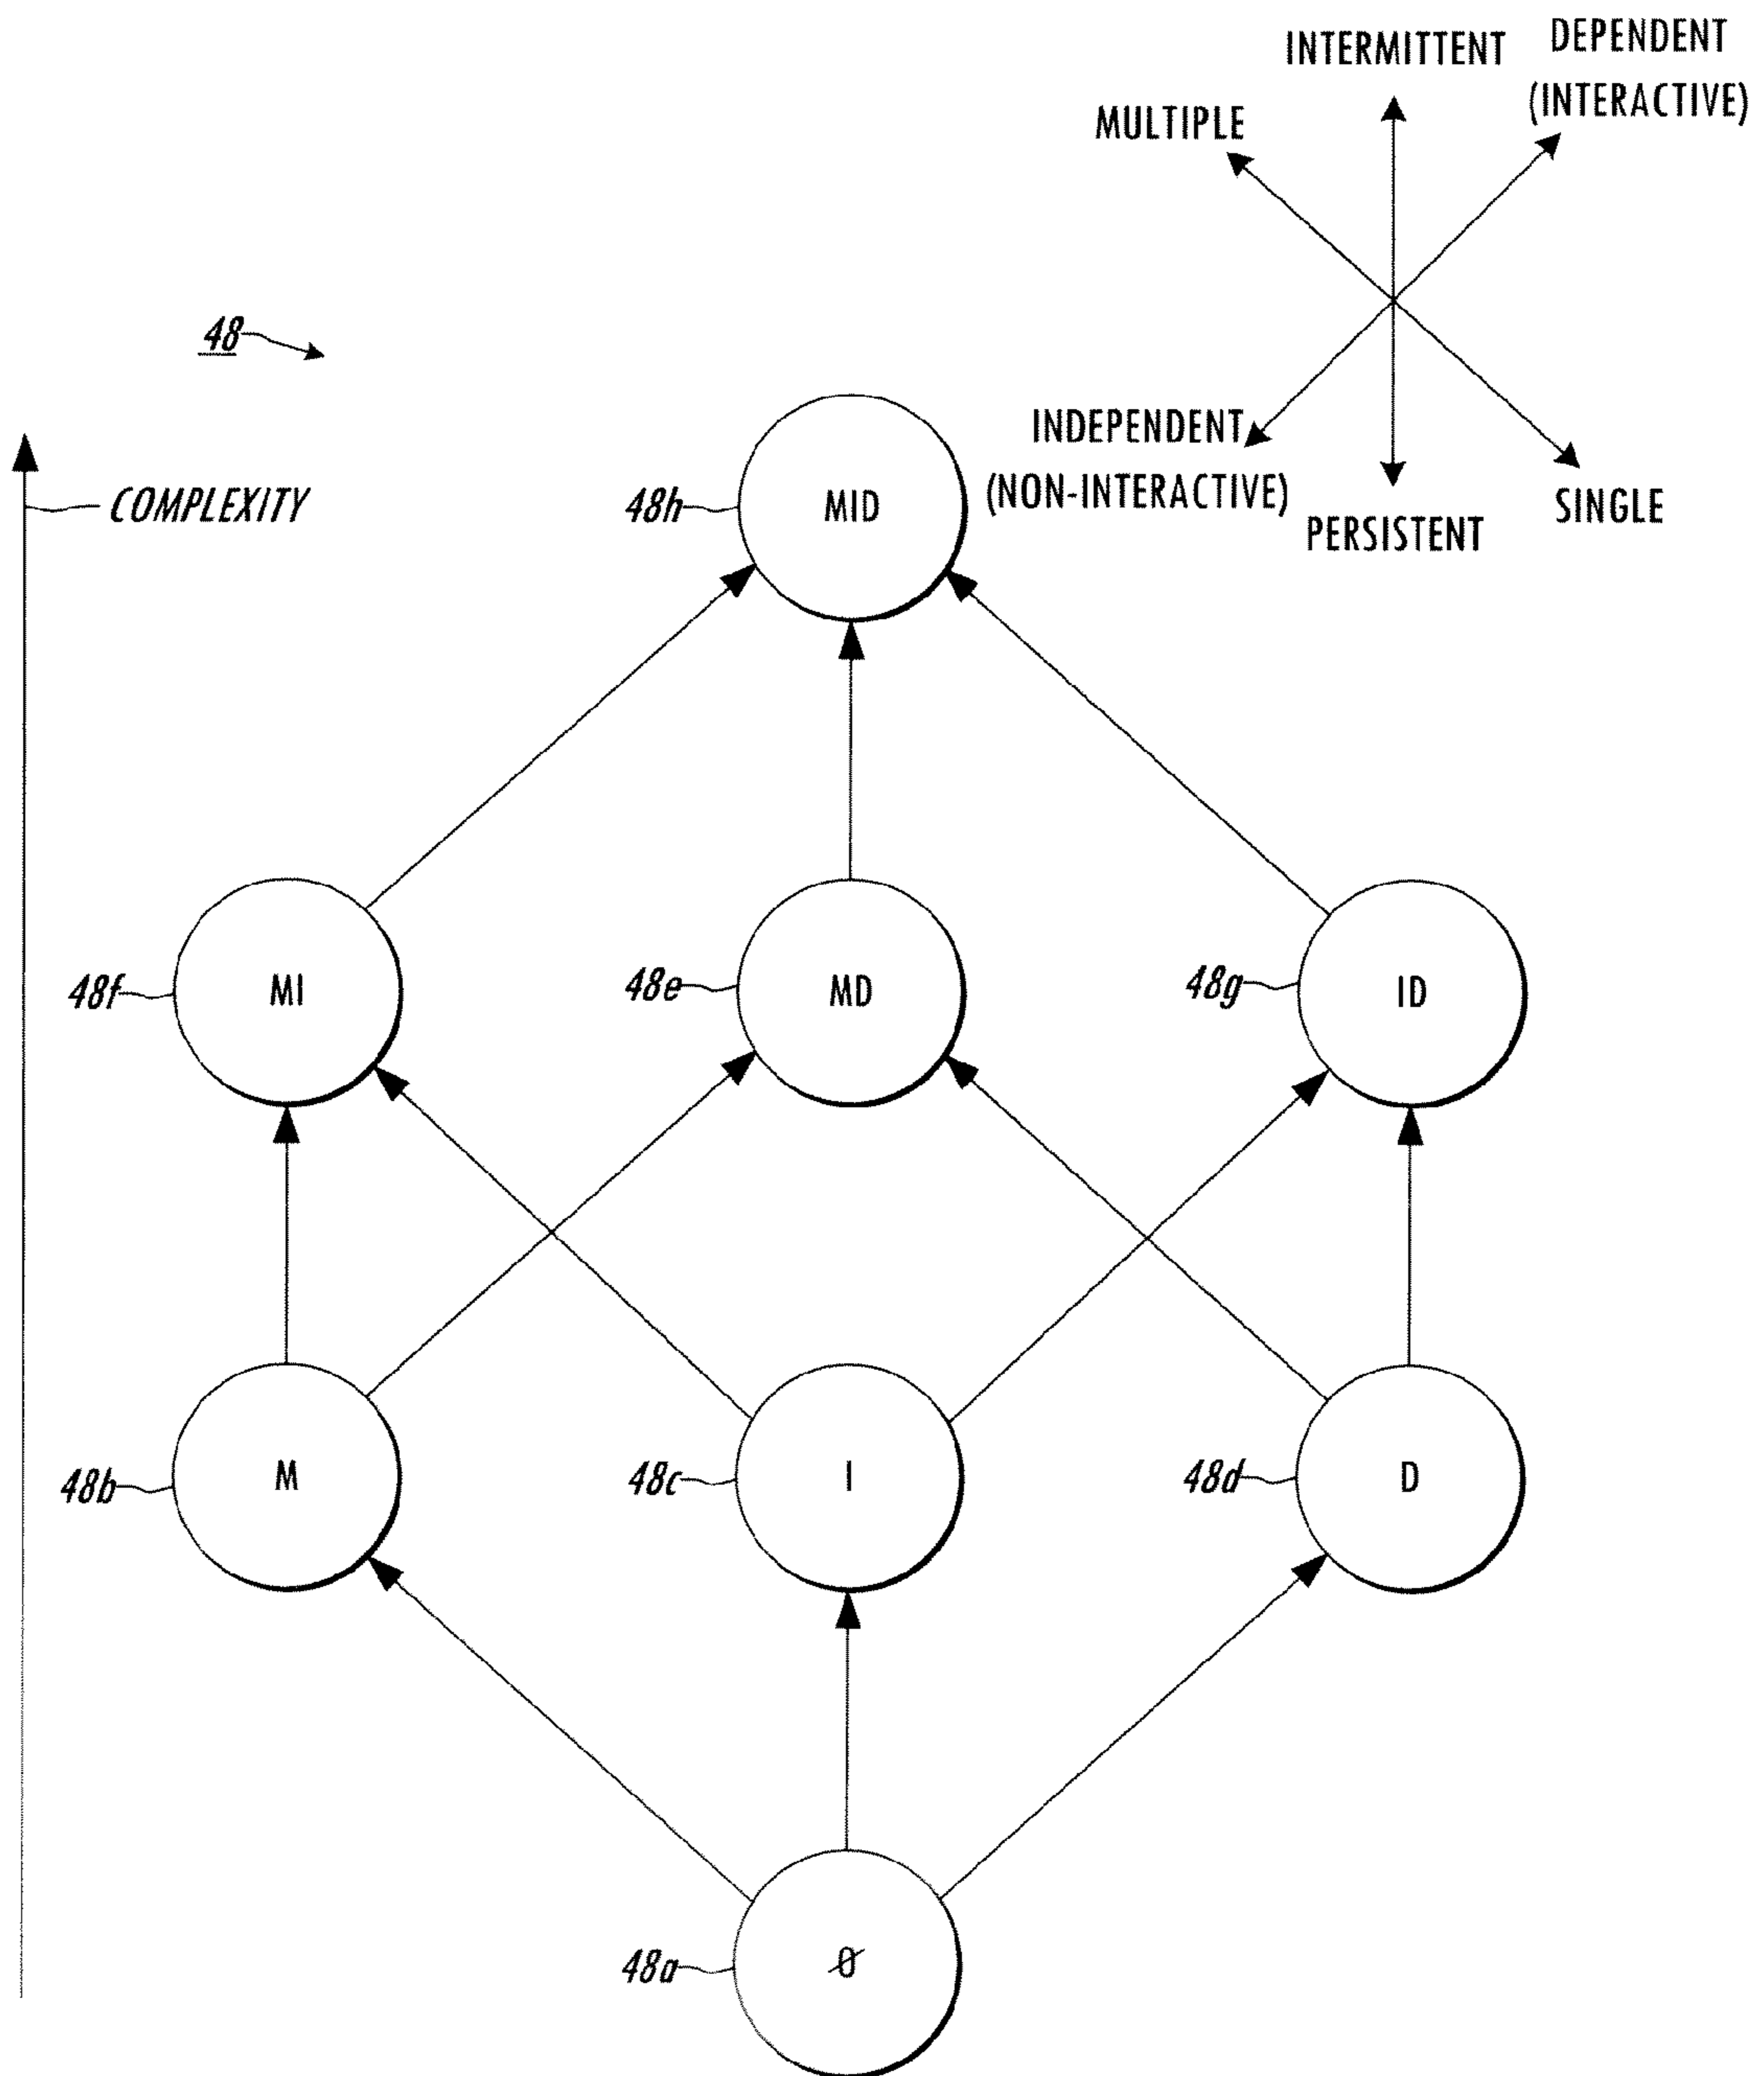 INTERMITTENT
DEPENDENT
(INTERACTIVE)
MULTIPLE
48
INDEPENDENT
(NON-INTERACTIVE)
PERSISTENT
SINGLE
COMPLEXITY
48h
MID
48f
MI
48e
MD
48g
ID
48b
M
48c
I
48d
D
48a
Ø